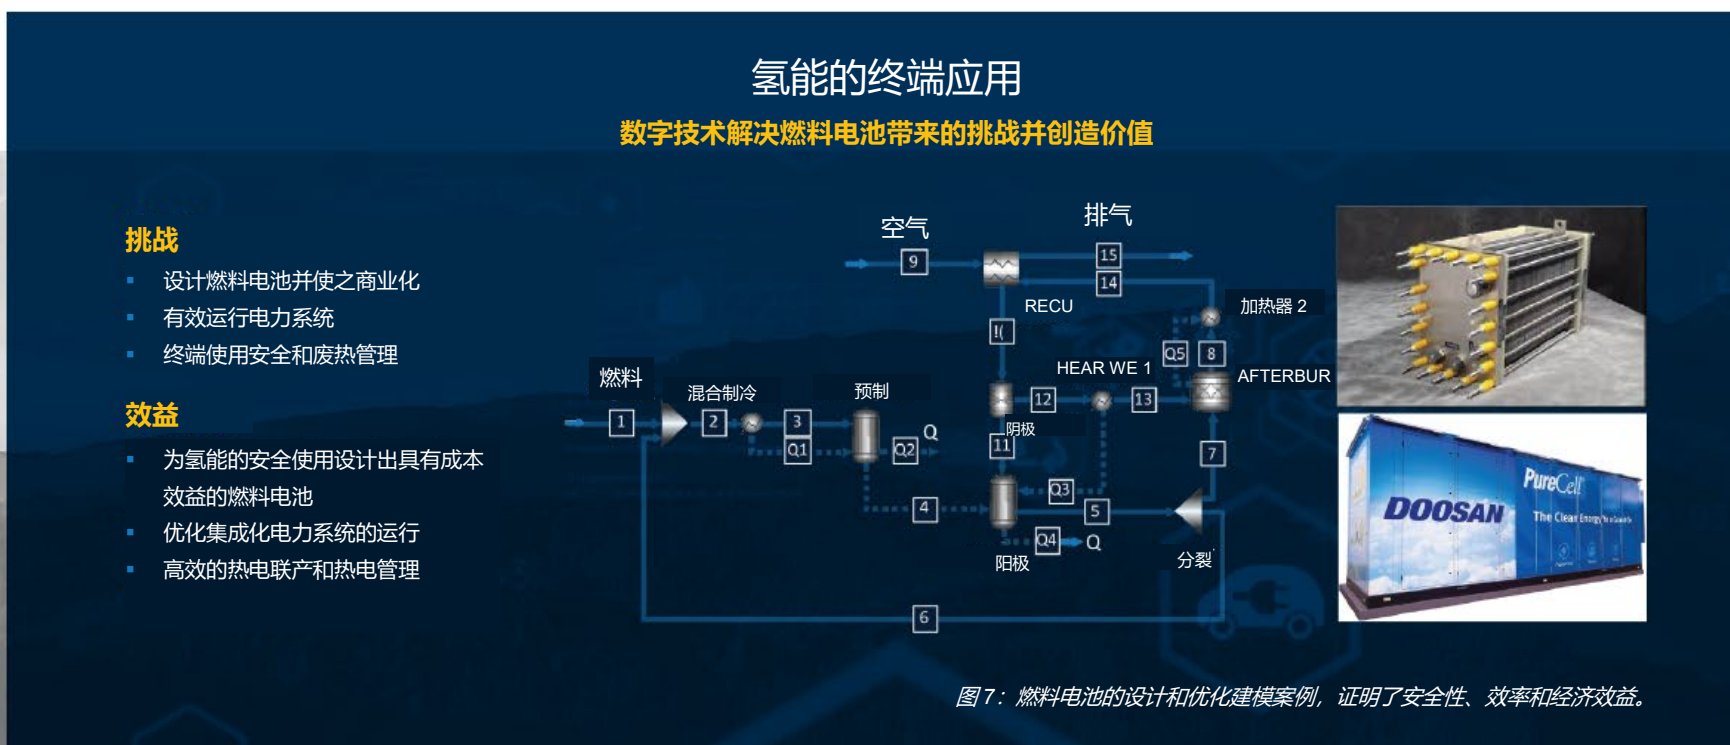 氢能的终端应用
数字技术解决燃料电池带来的挑战并创造价值
挑战
设计燃料电池并使之商业化
有效运行电力系统
终端使用安全和废热管理
效益
为氢能的安全使用设计出具有成本
效益的燃料电池
优化集成化电力系统的运行
高效的热电联产和热电管理
空气
排气
9
15
14
RECU
加热器 2
!(
Q5
8
燃料
HEAR WE 1
AFTERBUR
混合制冷
预制
1
2
3
12
13
Q1
Q2
Q
阴极
11
7
4
Q3
5
Q4
Q
阳极
分裂
6
PureCell
DOOSAN
The Clean Energy
图 7：燃料电池的设计和优化建模案例，证明了安全性、效率和经济效益。